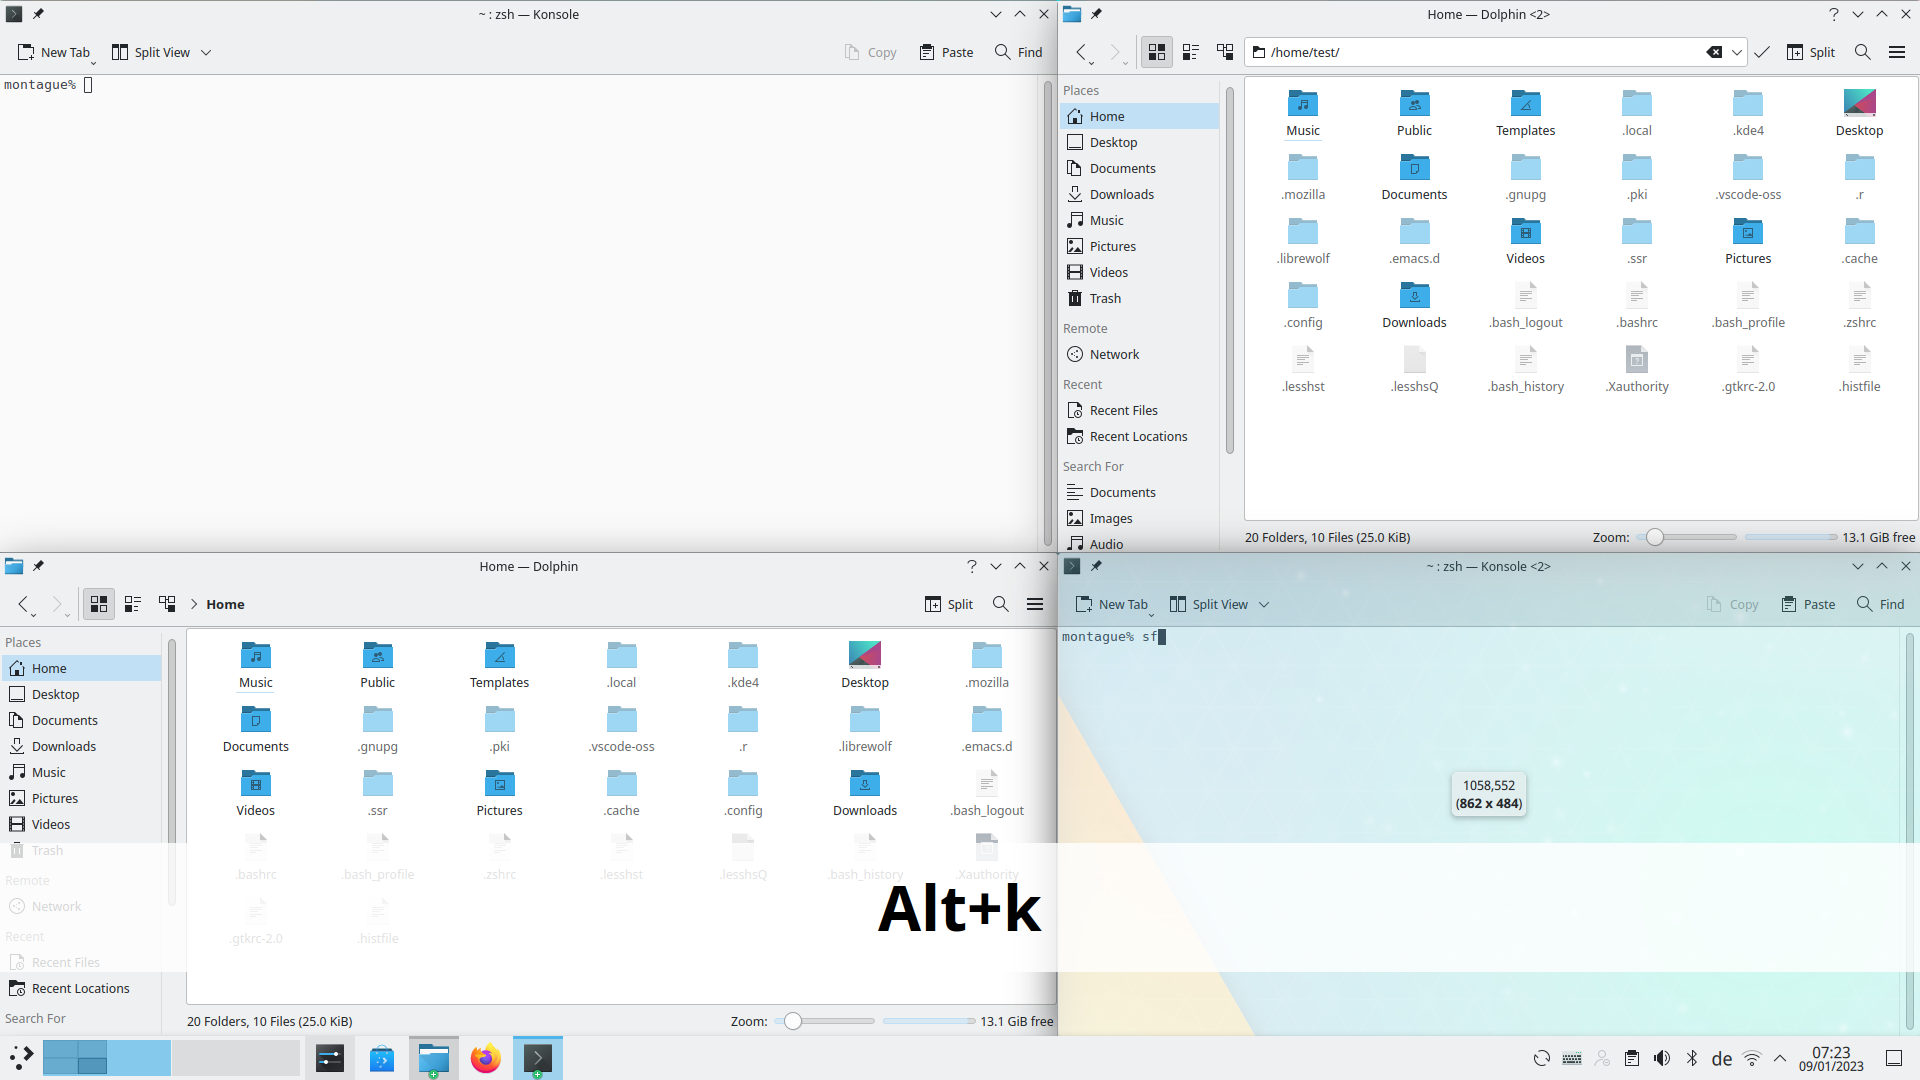 ~ : zsh — Konsole
New Tab Split View Copy Paste Find
montague%
Home — Dolphin <2>
/home/test/ Split
Places
Home
Desktop
Documents
Downloads
Music
Pictures
Videos
Trash
Remote
Network
Recent
Recent Files
Recent Locations
Search For
Documents
Images
Audio
Music Public Templates .local .kde4 Desktop
.mozilla Documents .gnupg .pki .vscode-oss .r
.librewolf .emacs.d Videos .ssr Pictures .cache
.config Downloads .bash_logout .bashrc .bash_profile .zshrc
.lesshst .lesshsQ .bash_history .Xauthority .gtkrc-2.0 .histfile
20 Folders, 10 Files (25.0 KiB) Zoom: 13.1 GiB free
Home — Dolphin
Home Split
Places
Home
Desktop
Documents
Downloads
Music
Pictures
Videos
Trash
Remote
Network
Recent
Recent Files
Recent Locations
Search For
Music Public Templates .local .kde4 Desktop .mozilla
Documents .gnupg .pki .vscode-oss .r .librewolf .emacs.d
Videos .ssr Pictures .cache .config Downloads .bash_logout
.bashrc .bash_profile .zshrc .lesshst .lesshsQ .bash_history .Xauthority
.gtkrc-2.0 .histfile
20 Folders, 10 Files (25.0 KiB) Zoom: 13.1 GiB free
~ : zsh — Konsole <2>
New Tab Split View Copy Paste Find
montague% sf
1058,552
(862 x 484)
Alt+k
de 07:23
09/01/2023